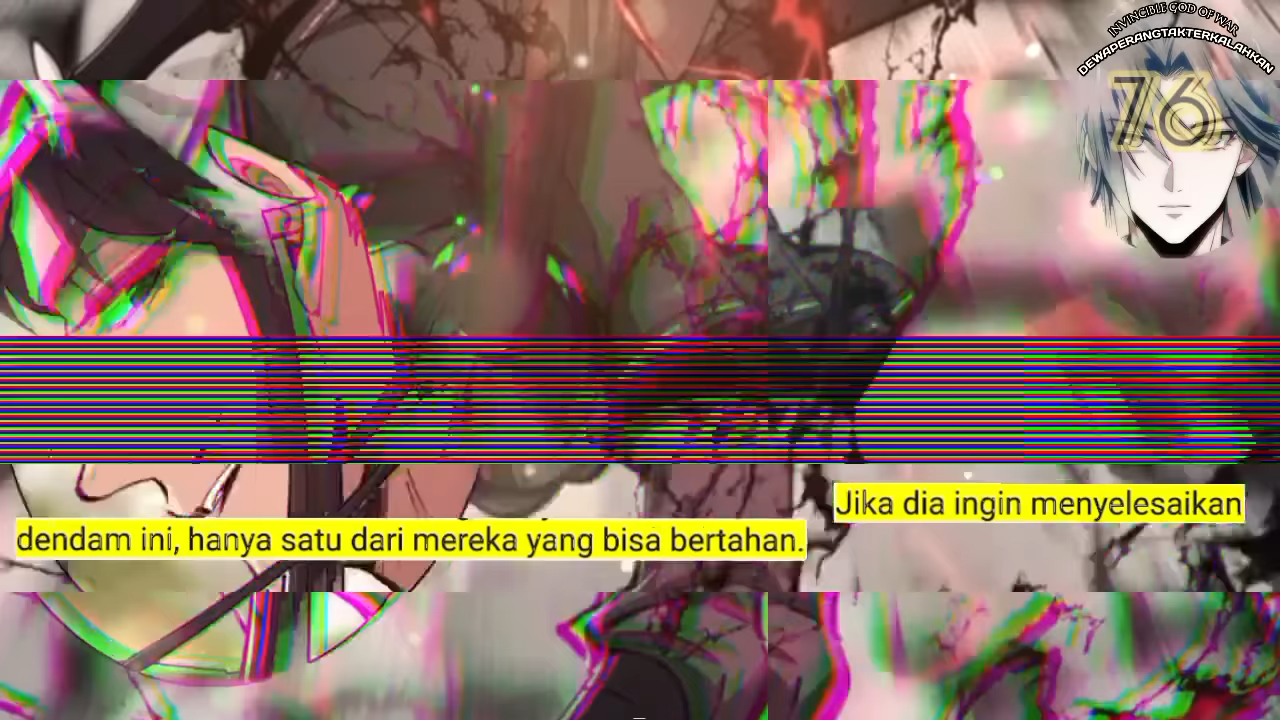 INVINCIBLE GOD OF WAR
DEWAPERANGTAKTERKALAHKAN
76
Jika dia ingin menyelesaikan
dendam ini, hanya satu dari mereka yang bisa bertahan.